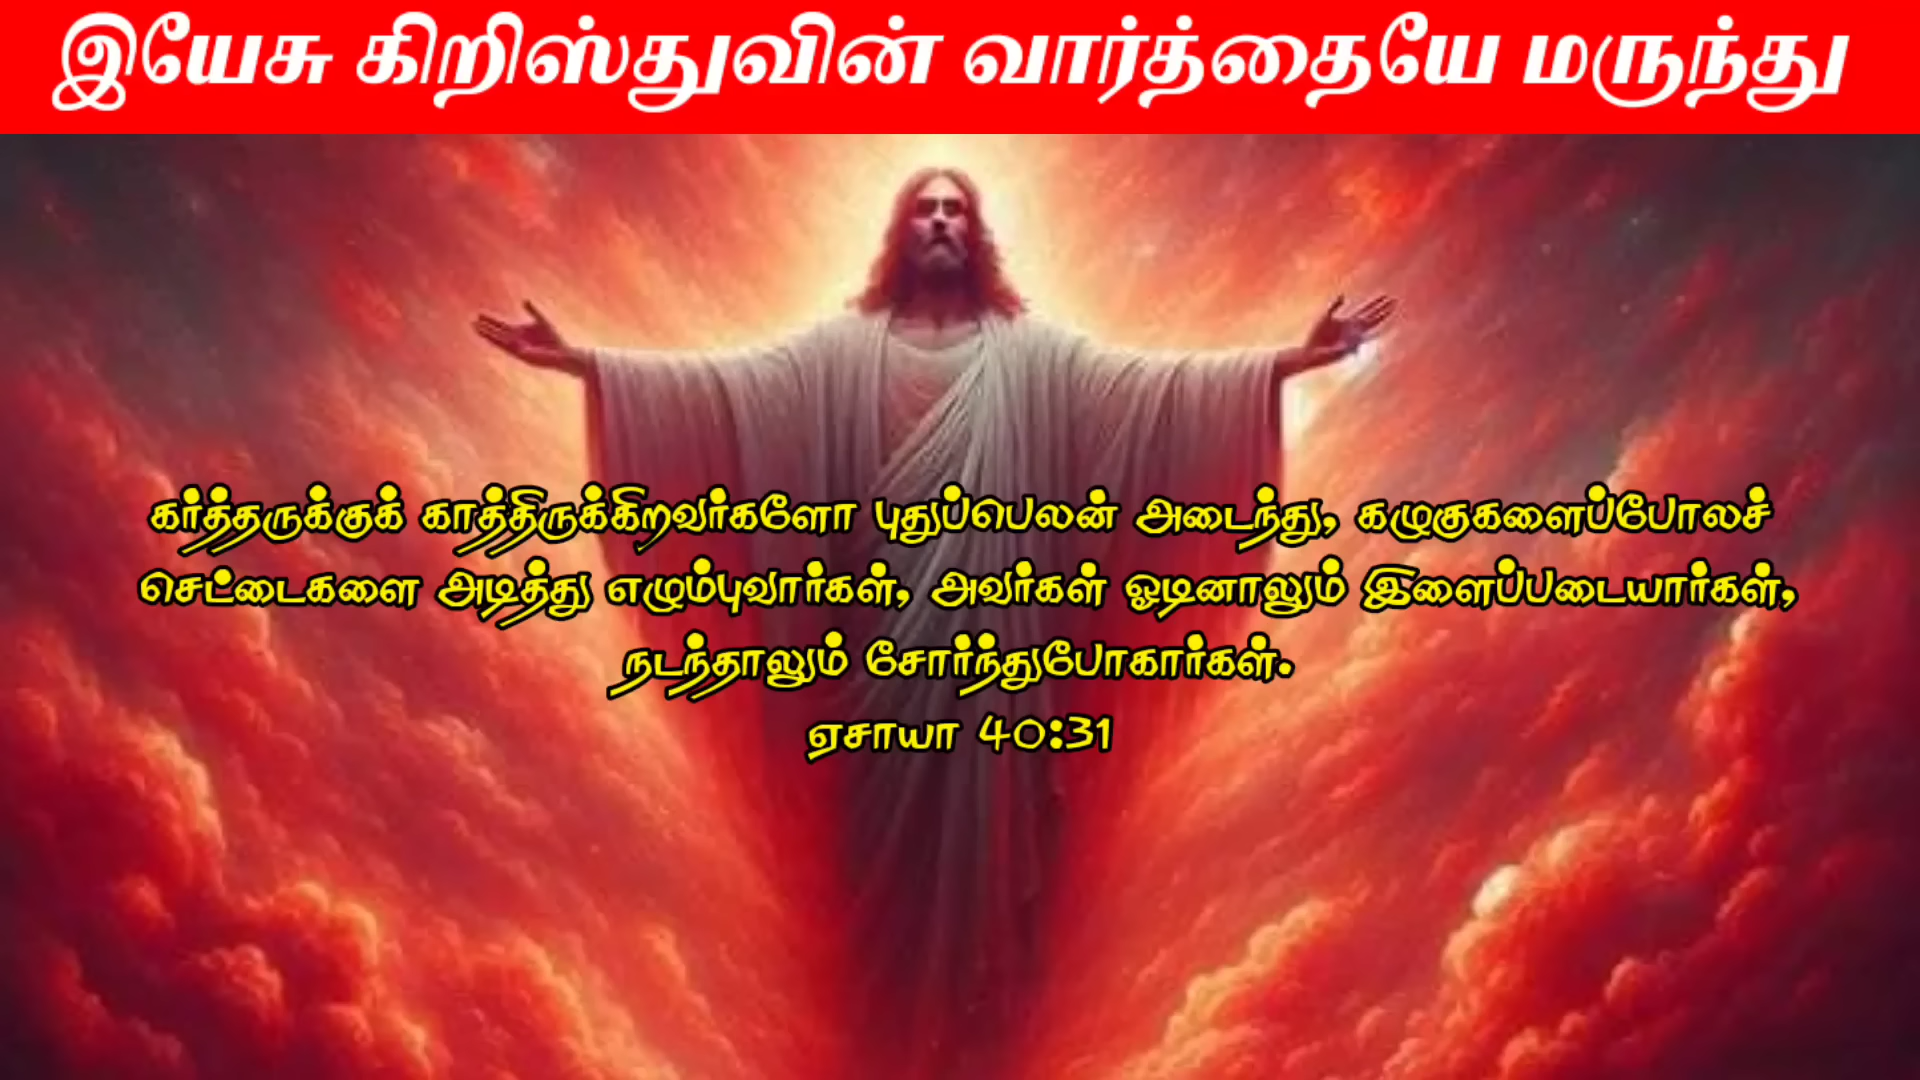 இயேசு கிறிஸ்துவின் வார்த்தையே மருந்து
கர்த்தருக்குக் காத்திருக்கிறவர்களோ புதுப்பெலன் அடைந்து, கழுகுகளைப்போலச்
செட்டைகளை அடித்து எழும்புவார்கள், அவர்கள் ஓடினாலும் இளைப்படையார்கள்,
நடந்தாலும் சோர்ந்துபோகார்கள்.
ஏசாயா 40:31